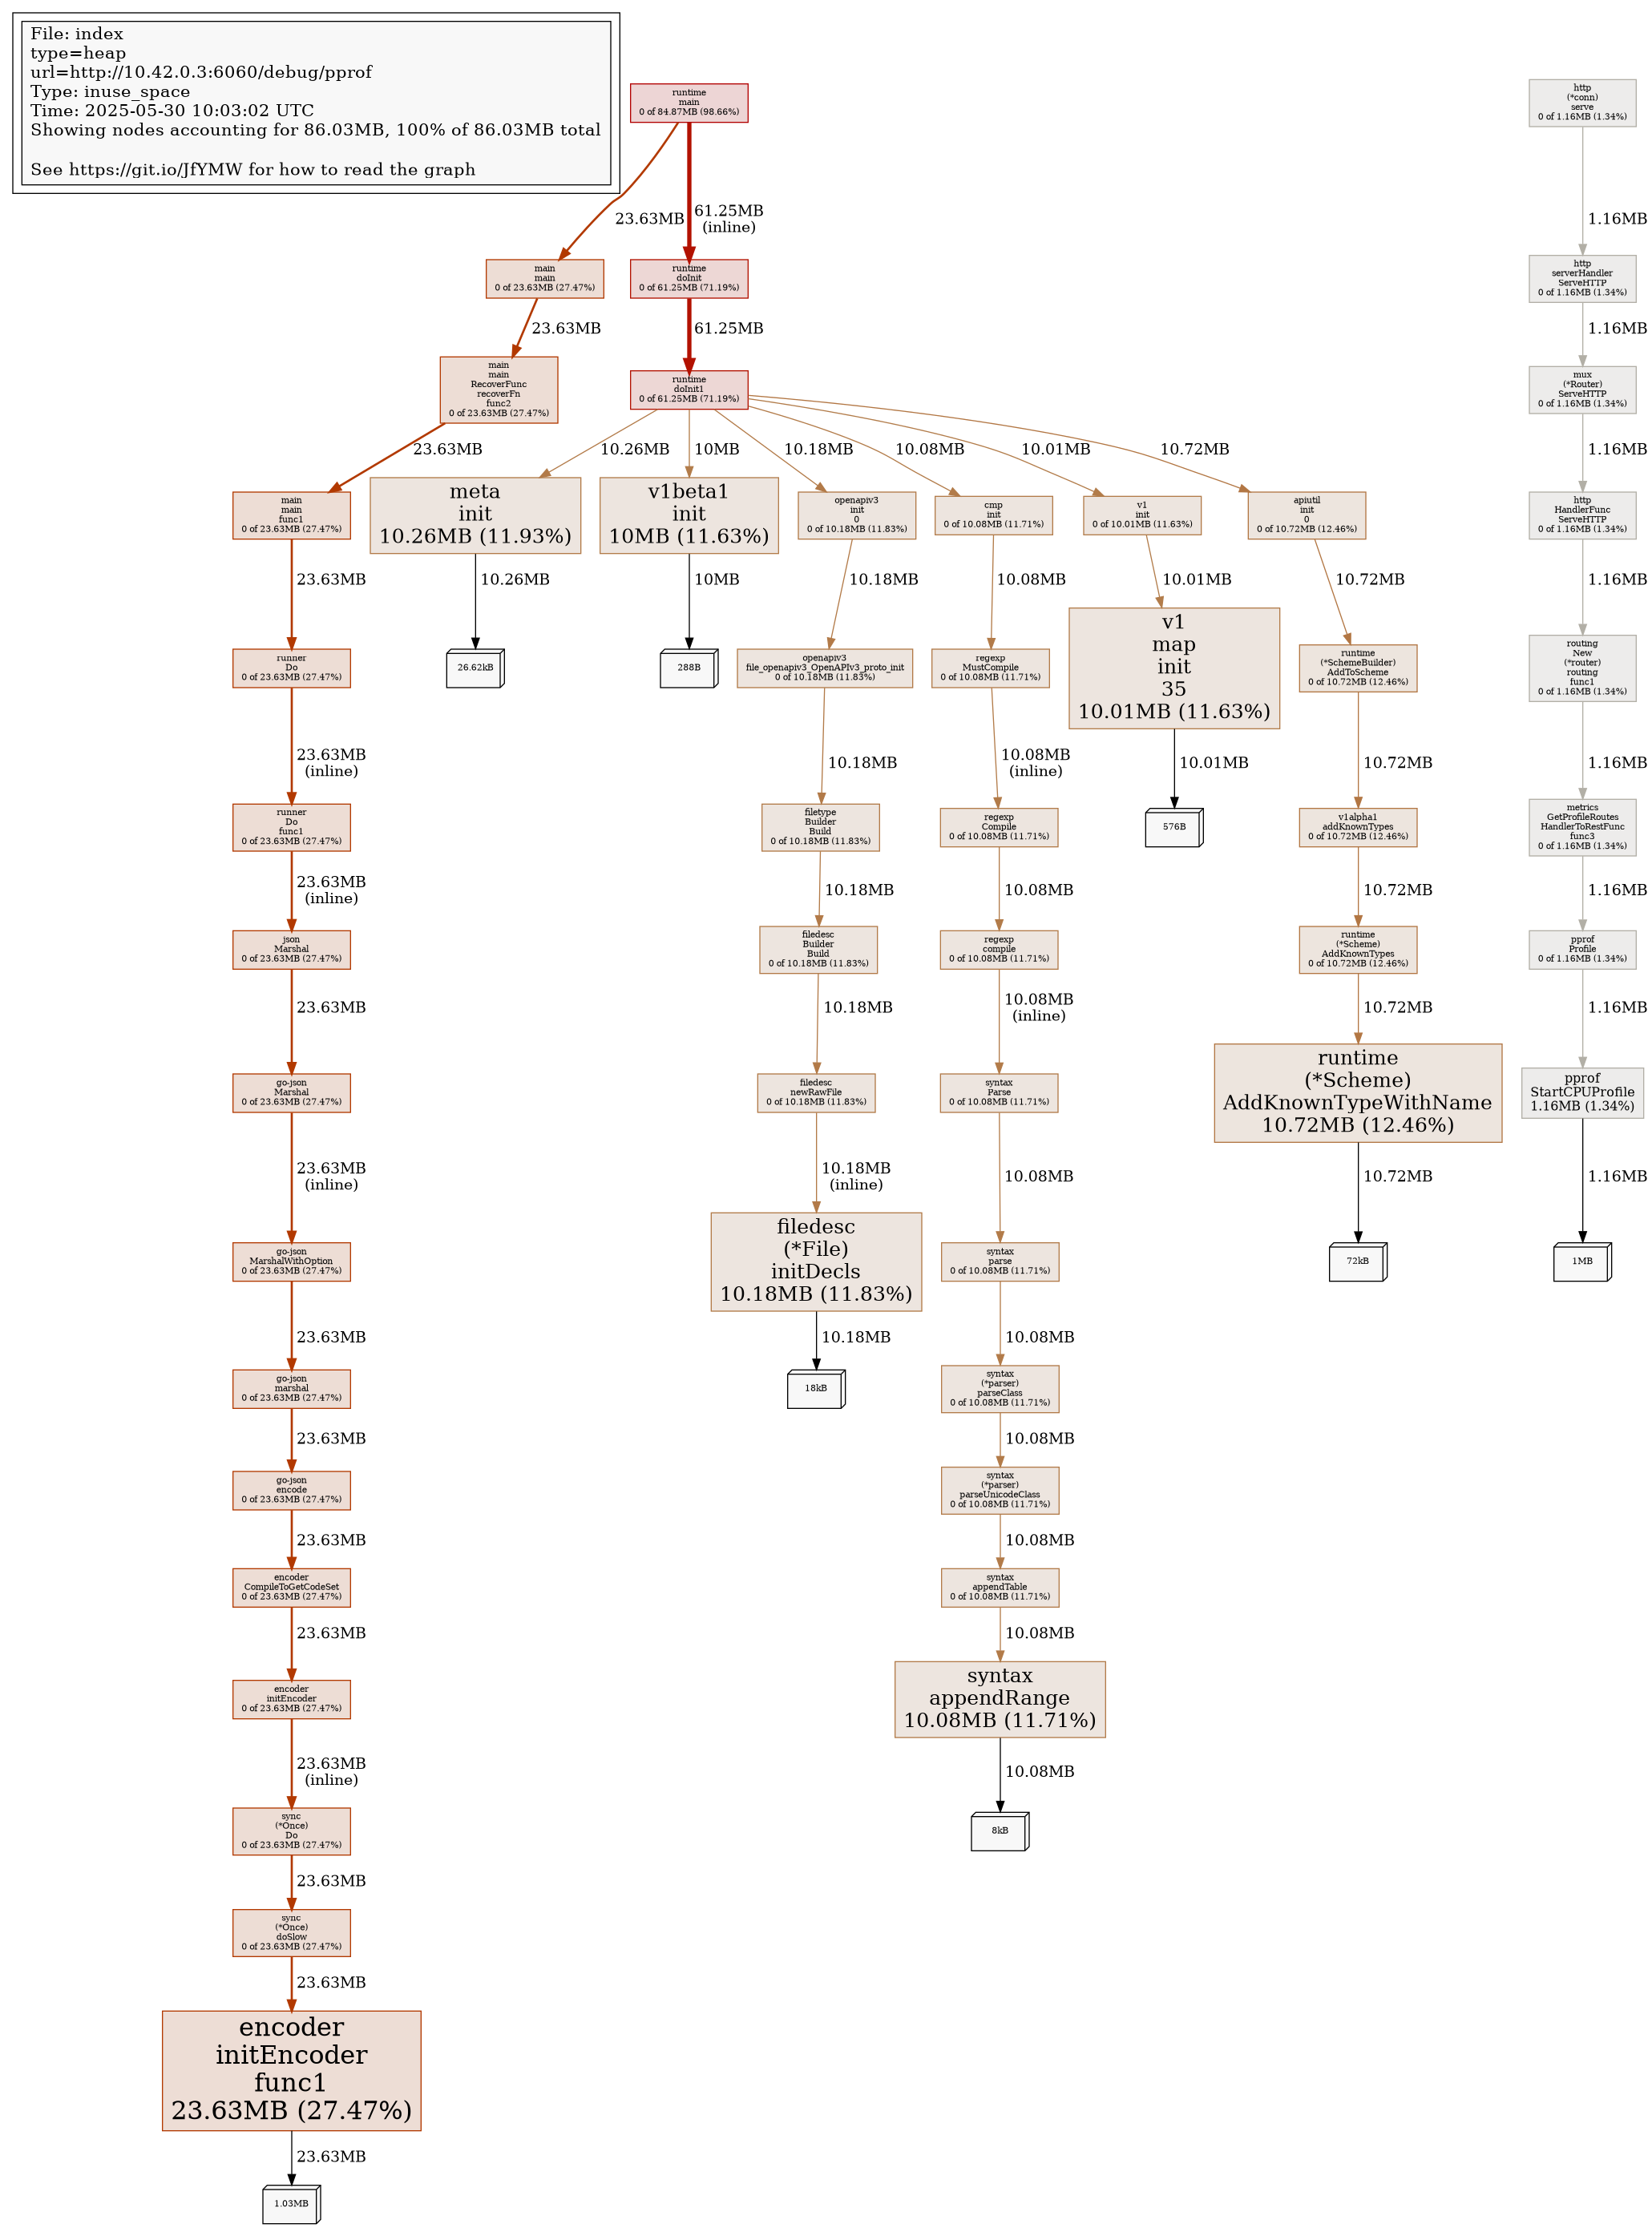 File: index
type=heap
url=http://10.42.0.3:6060/debug/pprof
Type: inuse_space
Time: 2025-05-30 10:03:02 UTC
Showing nodes accounting for 86.03MB, 100% of 86.03MB total
See https://git.io/JfYMW for how to read the graph
runtime
main
0 of 84.87MB (98.66%)
23.63MB
61.25MB
(inline)
main
main
0 of 23.63MB (27.47%)
runtime
doInit
0 of 61.25MB (71.19%)
23.63MB
61.25MB
main
main
RecoverFunc
recoverFn
func2
0 of 23.63MB (27.47%)
runtime
doInit1
0 of 61.25MB (71.19%)
23.63MB
10.26MB
10MB
10.18MB
10.08MB
10.01MB
10.72MB
main
main
func1
0 of 23.63MB (27.47%)
23.63MB
runner
Do
0 of 23.63MB (27.47%)
23.63MB
(inline)
runner
Do
func1
0 of 23.63MB (27.47%)
23.63MB
(inline)
json
Marshal
0 of 23.63MB (27.47%)
23.63MB
go-json
Marshal
0 of 23.63MB (27.47%)
23.63MB
(inline)
go-json
MarshalWithOption
0 of 23.63MB (27.47%)
23.63MB
go-json
marshal
0 of 23.63MB (27.47%)
23.63MB
go-json
encode
0 of 23.63MB (27.47%)
23.63MB
encoder
CompileToGetCodeSet
0 of 23.63MB (27.47%)
23.63MB
encoder
initEncoder
0 of 23.63MB (27.47%)
23.63MB
(inline)
sync
(*Once)
Do
0 of 23.63MB (27.47%)
23.63MB
sync
(*Once)
doSlow
0 of 23.63MB (27.47%)
23.63MB
encoder
initEncoder
func1
23.63MB (27.47%)
23.63MB
1.03MB
meta
init
10.26MB (11.93%)
10.26MB
26.62kB
v1beta1
init
10MB (11.63%)
10MB
288B
openapiv3
init
0
0 of 10.18MB (11.83%)
10.18MB
openapiv3
file_openapiv3_OpenAPIv3_proto_init
0 of 10.18MB (11.83%)
10.18MB
filetype
Builder
Build
0 of 10.18MB (11.83%)
10.18MB
filedesc
Builder
Build
0 of 10.18MB (11.83%)
10.18MB
filedesc
newRawFile
0 of 10.18MB (11.83%)
10.18MB
(inline)
filedesc
(*File)
initDecls
10.18MB (11.83%)
10.18MB
18kB
cmp
init
0 of 10.08MB (11.71%)
10.08MB
regexp
MustCompile
0 of 10.08MB (11.71%)
10.08MB
(inline)
regexp
Compile
0 of 10.08MB (11.71%)
10.08MB
regexp
compile
0 of 10.08MB (11.71%)
10.08MB
(inline)
syntax
Parse
0 of 10.08MB (11.71%)
10.08MB
syntax
parse
0 of 10.08MB (11.71%)
10.08MB
syntax
(*parser)
parseClass
0 of 10.08MB (11.71%)
10.08MB
syntax
(*parser)
parseUnicodeClass
0 of 10.08MB (11.71%)
10.08MB
syntax
appendTable
0 of 10.08MB (11.71%)
10.08MB
syntax
appendRange
10.08MB (11.71%)
10.08MB
8kB
v1
init
0 of 10.01MB (11.63%)
10.01MB
v1
map
init
35
10.01MB (11.63%)
10.01MB
576B
apiutil
init
0
0 of 10.72MB (12.46%)
10.72MB
runtime
(*SchemeBuilder)
AddToScheme
0 of 10.72MB (12.46%)
10.72MB
v1alpha1
addKnownTypes
0 of 10.72MB (12.46%)
10.72MB
runtime
(*Scheme)
AddKnownTypes
0 of 10.72MB (12.46%)
10.72MB
runtime
(*Scheme)
AddKnownTypeWithName
10.72MB (12.46%)
10.72MB
72kB
http
(*conn)
serve
0 of 1.16MB (1.34%)
1.16MB
http
serverHandler
ServeHTTP
0 of 1.16MB (1.34%)
1.16MB
mux
(*Router)
ServeHTTP
0 of 1.16MB (1.34%)
1.16MB
http
HandlerFunc
ServeHTTP
0 of 1.16MB (1.34%)
1.16MB
routing
New
(*router)
routing
func1
0 of 1.16MB (1.34%)
1.16MB
metrics
GetProfileRoutes
HandlerToRestFunc
func3
0 of 1.16MB (1.34%)
1.16MB
pprof
Profile
0 of 1.16MB (1.34%)
1.16MB
pprof
StartCPUProfile
1.16MB (1.34%)
1.16MB
1MB